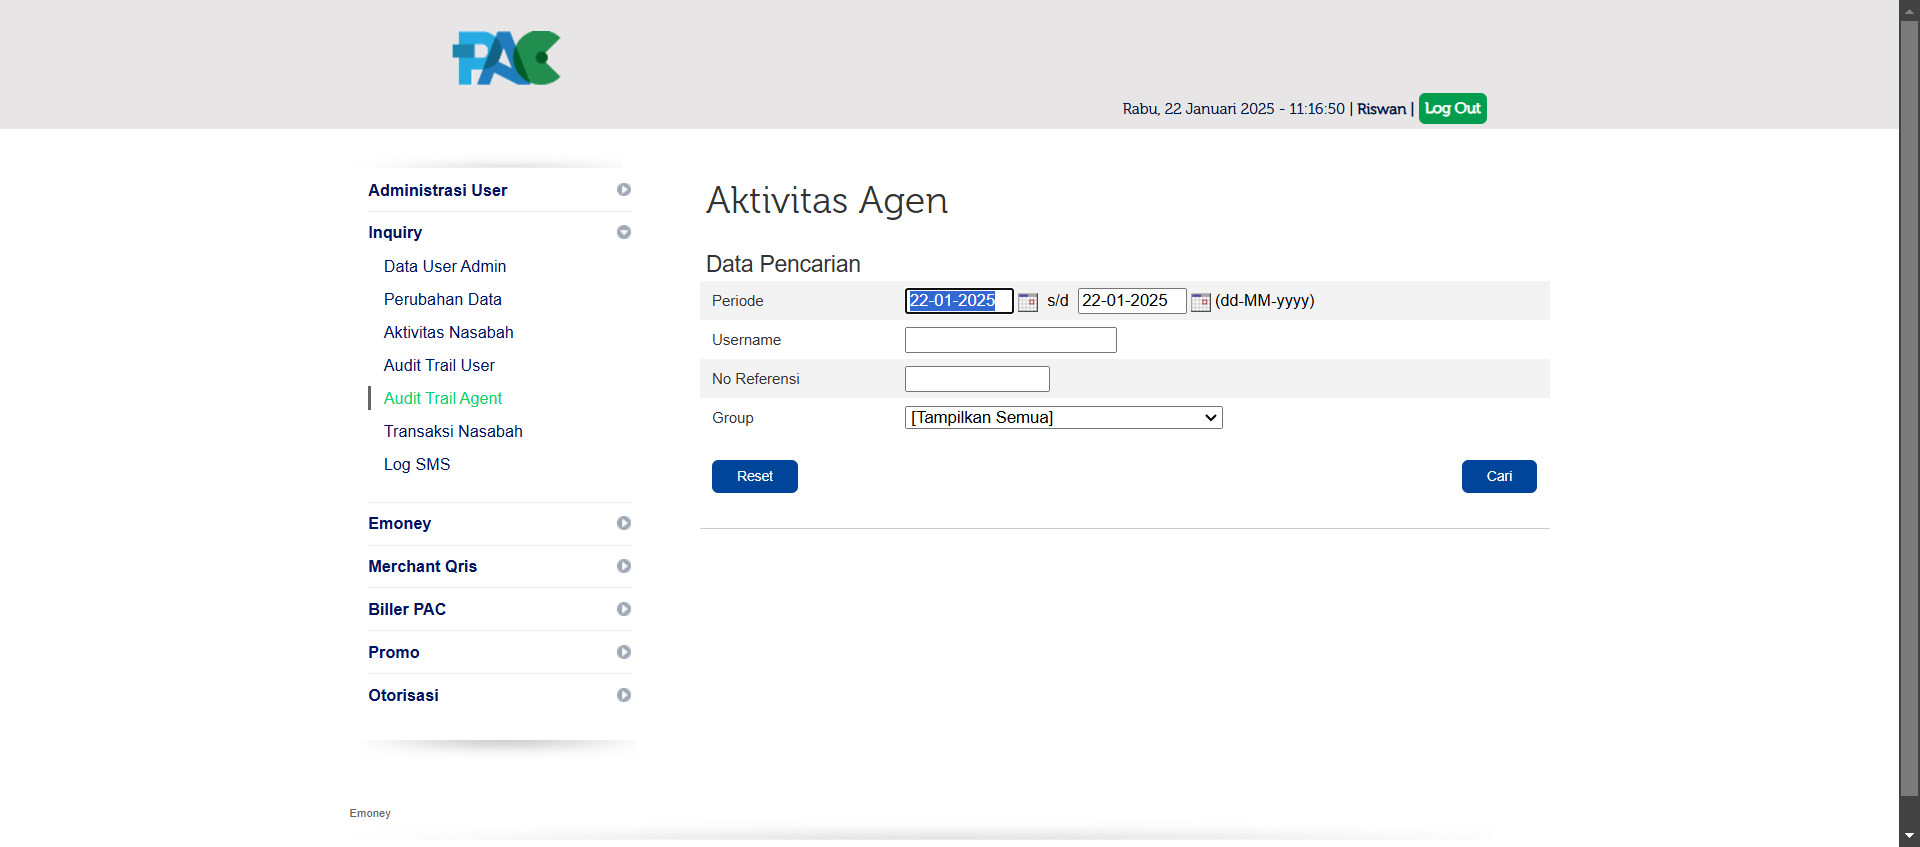 PAC
Rabu, 22 Januari 2025 - 11:16:50 | Riswan | Log Out
Administrasi User
Inquiry
Data User Admin
Perubahan Data
Aktivitas Nasabah
Audit Trail User
Audit Trail Agent
Transaksi Nasabah
Log SMS
Emoney
Merchant Qris
Biller PAC
Promo
Otorisasi
Aktivitas Agen
Data Pencarian
Periode 22-01-2025 s/d 22-01-2025 (dd-MM-yyyy)
Username
No Referensi
Group [Tampilkan Semua]
Reset Cari
Emoney